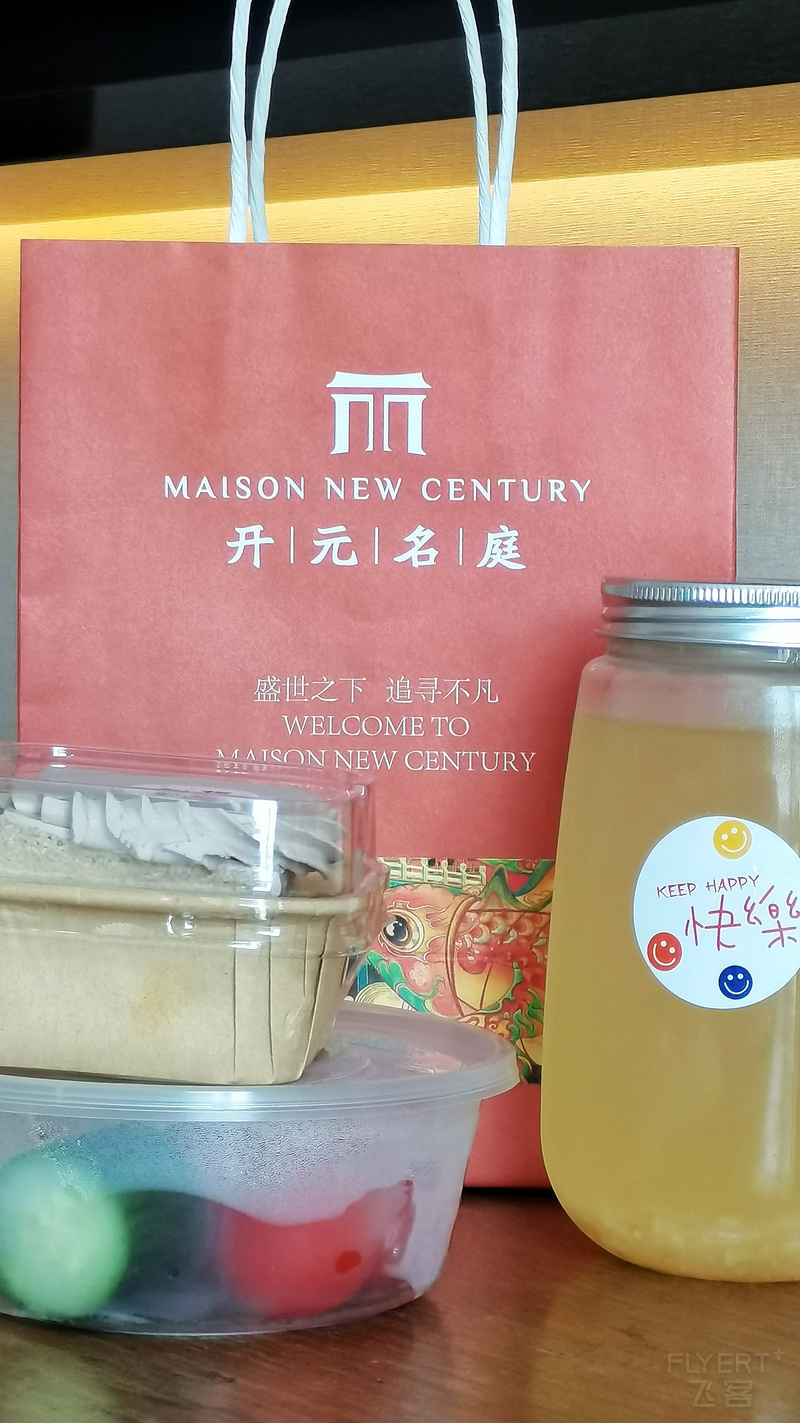 MAISON NEW CENTURY
开|元|名|庭
盛世之下 追寻不凡
WELCOME TO
MAISON NEW CENTURY
KEEP HAPPY
快樂
FLYERT+
飞客